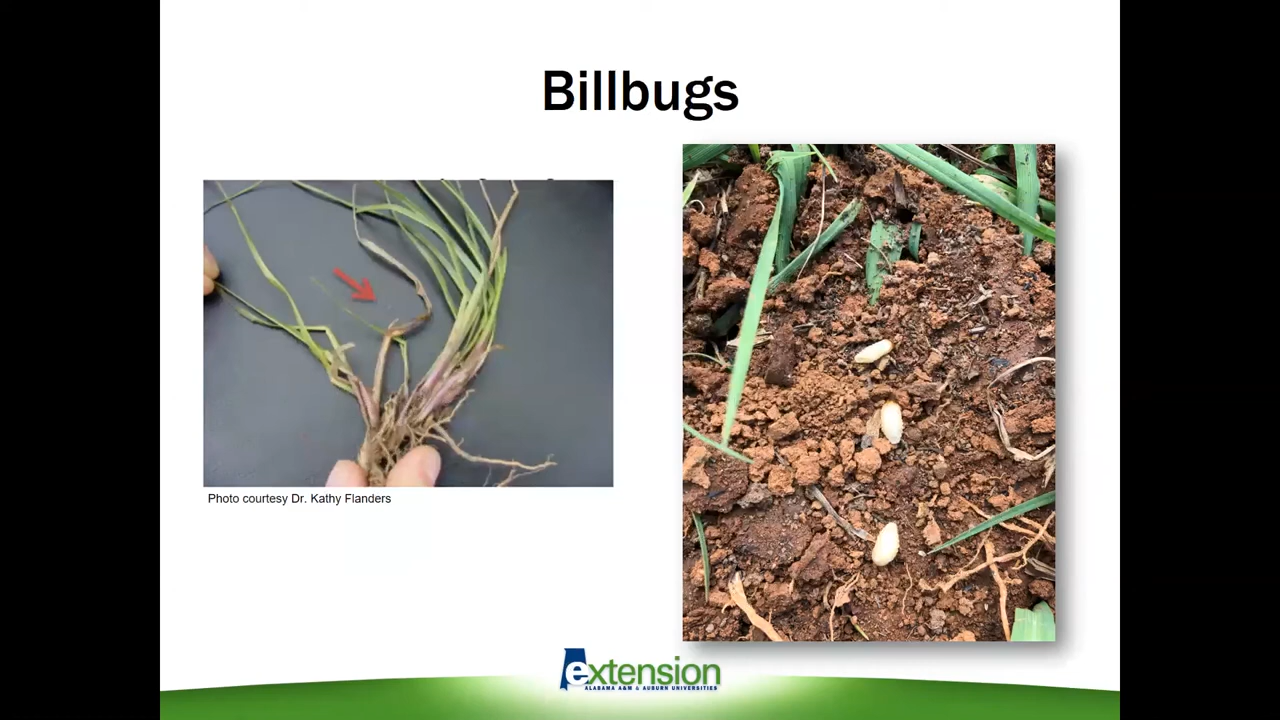 Billbugs
Photo courtesy Dr. Kathy Flanders
extension
ALABAMA A&M & AUBURN UNIVERSITIES